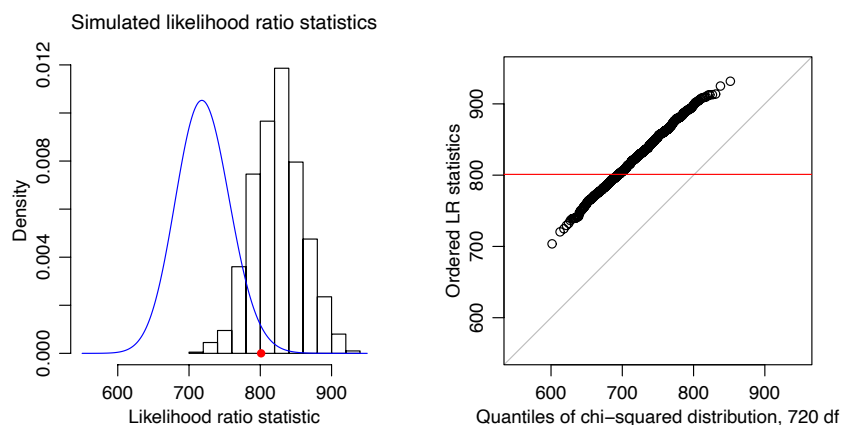 Simulated likelihood ratio statistics
Density
0.000
0.004
0.008
0.012
600 700 800 900
Likelihood ratio statistic
Ordered LR statistics
600
700
800
900
600 700 800 900
Quantiles of chi−squared distribution, 720 df